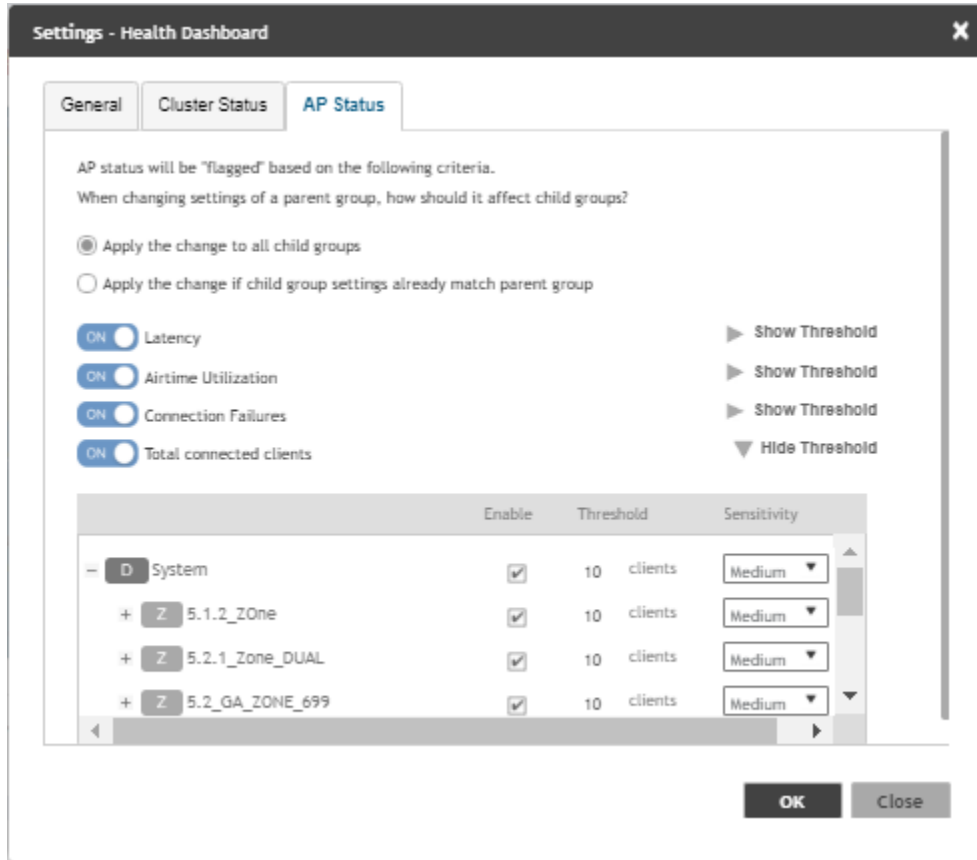 Settings - Health Dashboard
General Cluster Status AP Status
AP status will be "flagged" based on the following criteria.
When changing settings of a parent group, how should it affect child groups?
Apply the change to all child groups
Apply the change if child group settings already match parent group
ON Latency Show Threshold
ON Airtime Utilization Show Threshold
ON Connection Failures Show Threshold
ON Total connected clients Hide Threshold
Enable Threshold Sensitivity
D System 10 clients Medium
Z 5.1.2_ZOne 10 clients Medium
Z 5.2.1_Zone_DUAL 10 clients Medium
Z 5.2_GA_ZONE_699 10 clients Medium
OK Close